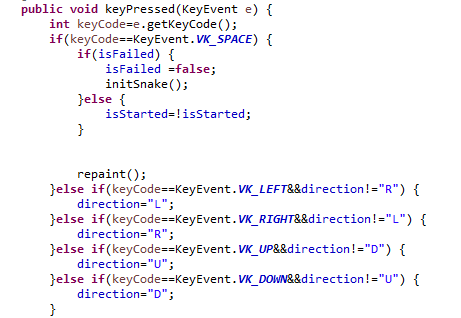 public void keyPressed(KeyEvent e) {
int keyCode=e.getKeyCode();
if(keyCode==KeyEvent.VK_SPACE) {
if(isFailed) {
isFailed =false;
initSnake();
}else {
isStarted=!isStarted;
}
repaint();
}else if(keyCode==KeyEvent.VK_LEFT&&direction!="R") {
direction="L";
}else if(keyCode==KeyEvent.VK_RIGHT&&direction!="L") {
direction="R";
}else if(keyCode==KeyEvent.VK_UP&&direction!="D") {
direction="U";
}else if(keyCode==KeyEvent.VK_DOWN&&direction!="U") {
direction="D";
}